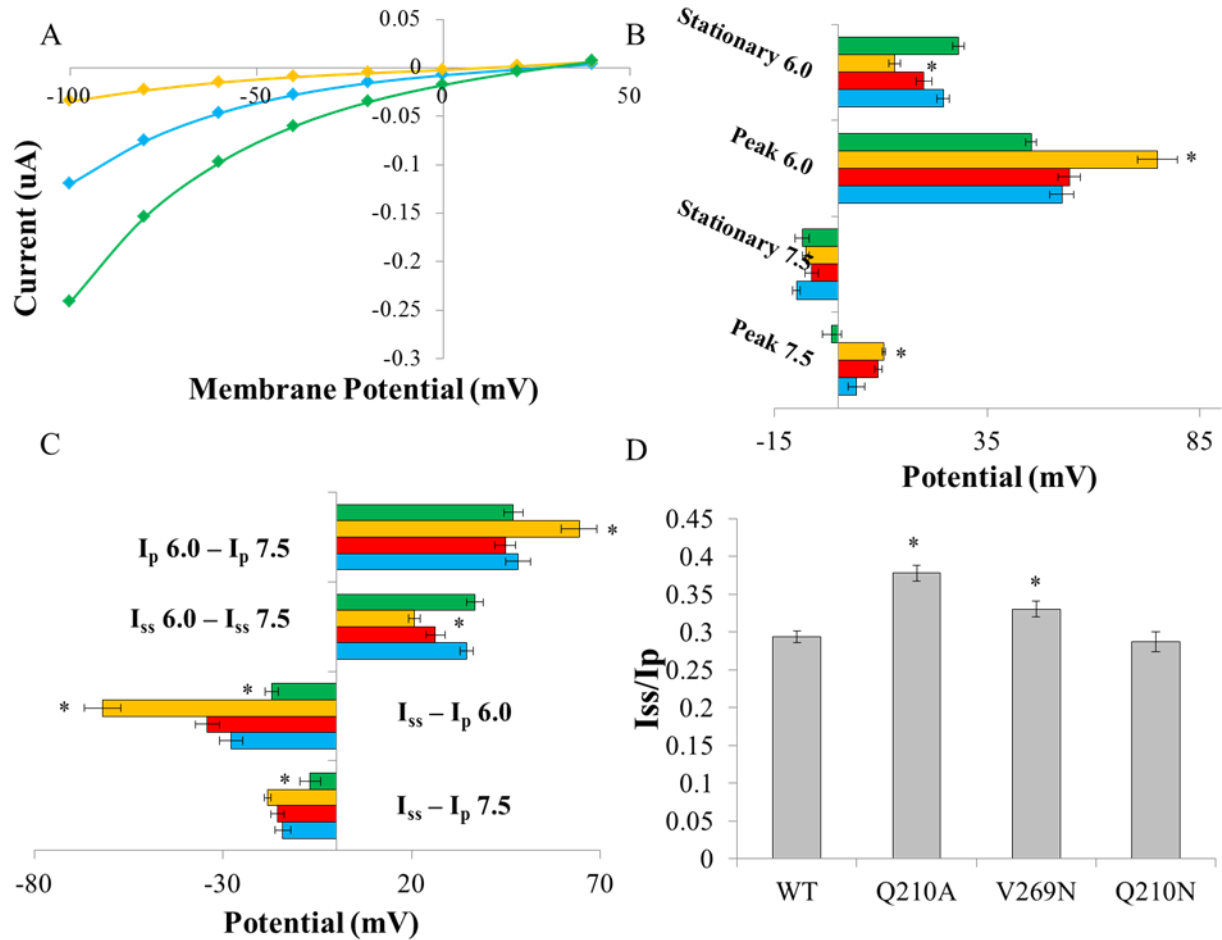 A
0.05
0
-0.05
-0.1
-0.15
-0.2
-0.25
-0.3
-100
-50
0
50
Current (uA)
Membrane Potential (mV)
B
Stationary 6.0
*
Peak 6.0
*
Stationary 7.5
Peak 7.5
*
-15
35
85
Potential (mV)
C
Ip 6.0 – Ip 7.5
*
Iss 6.0 – Iss 7.5
*
*
*
Iss – Ip 6.0
*
Iss – Ip 7.5
-80
-30
20
70
Potential (mV)
D
0.45
0.4
0.35
0.3
0.25
0.2
0.15
0.1
0.05
0
Iss/Ip
*
*
WT
Q210A
V269N
Q210N